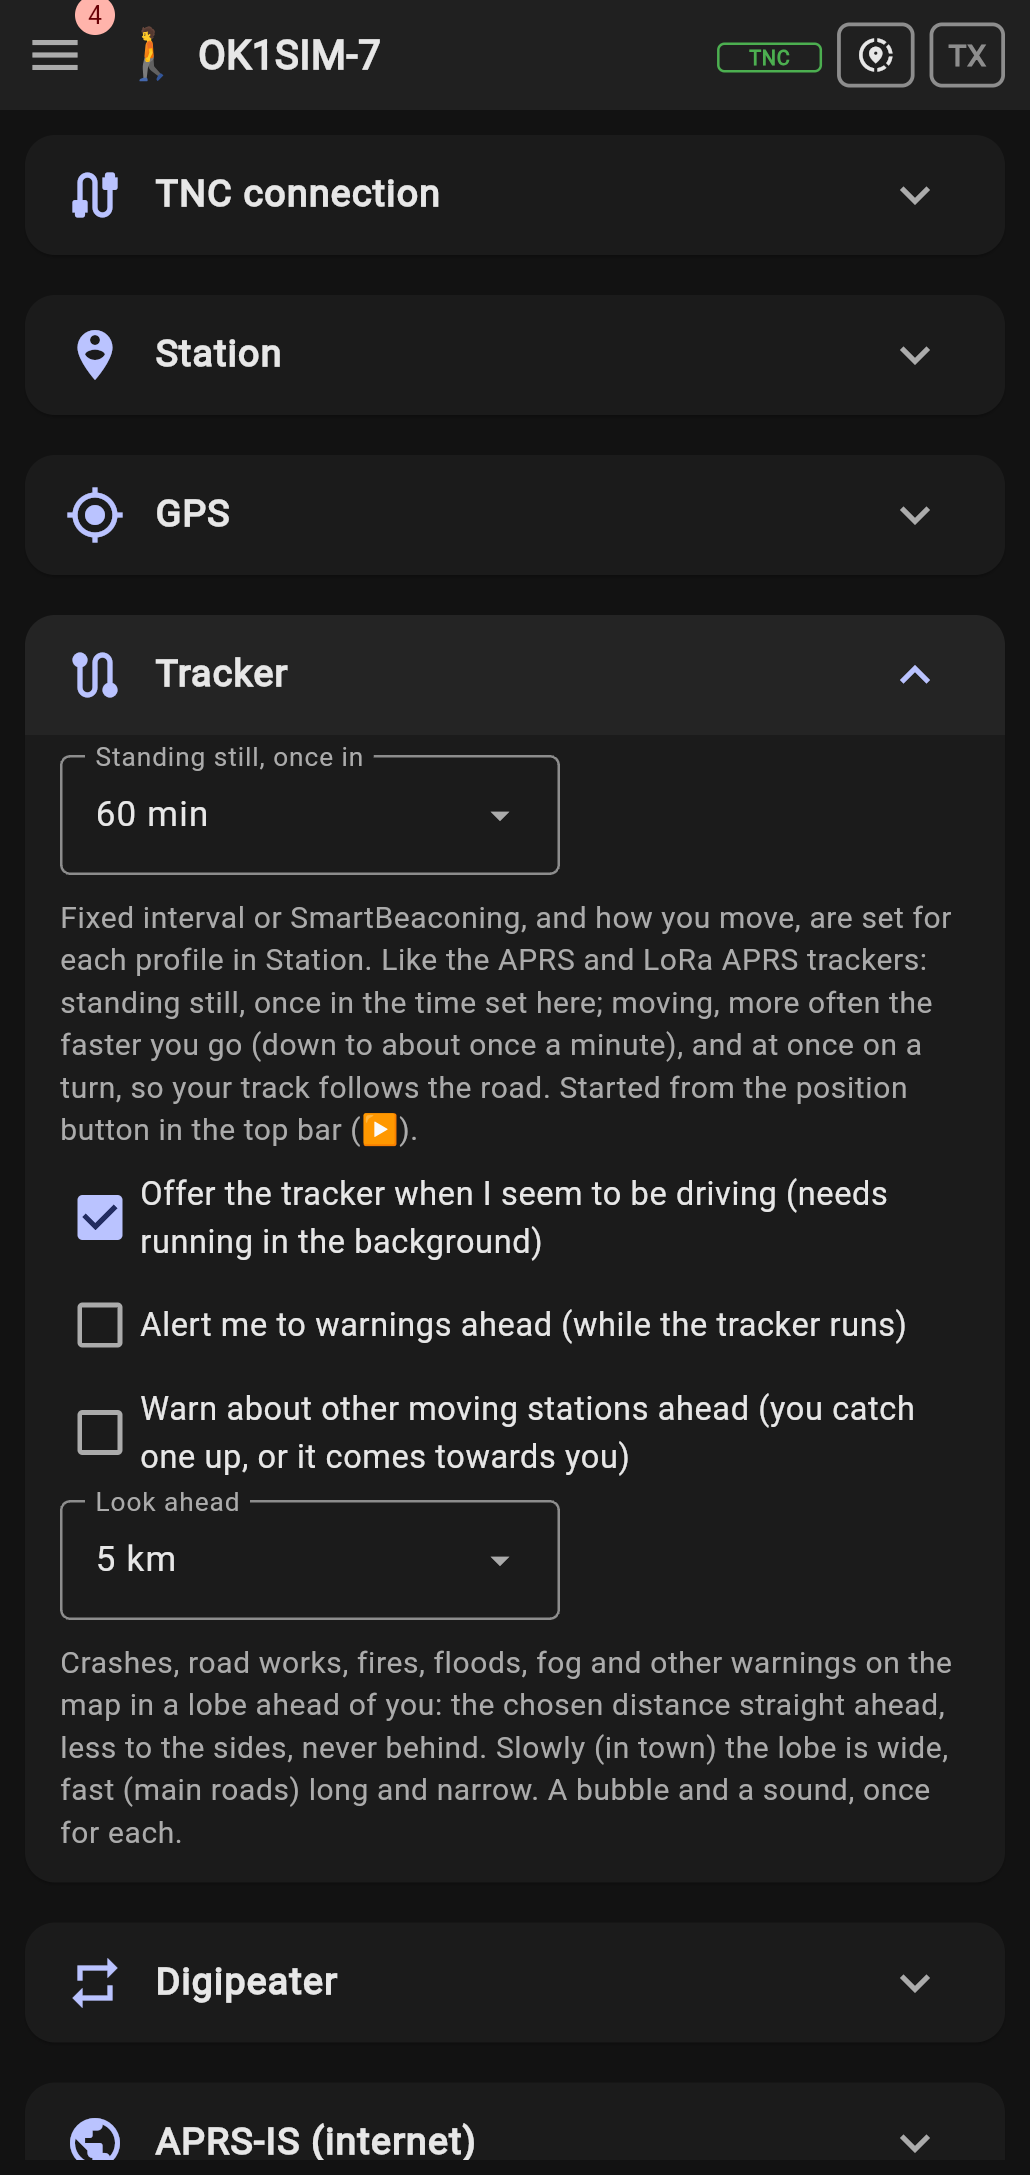 4
OK1SIM-7
TNC
TX
TNC connection
Station
GPS
Tracker
Standing still, once in
60 min
Fixed interval or SmartBeaconing, and how you move, are set for
each profile in Station. Like the APRS and LoRa APRS trackers:
standing still, once in the time set here; moving, more often the
faster you go (down to about once a minute), and at once on a
turn, so your track follows the road. Started from the position
button in the top bar (▶️).
Offer the tracker when I seem to be driving (needs
running in the background)
Alert me to warnings ahead (while the tracker runs)
Warn about other moving stations ahead (you catch
one up, or it comes towards you)
Look ahead
5 km
Crashes, road works, fires, floods, fog and other warnings on the
map in a lobe ahead of you: the chosen distance straight ahead,
less to the sides, never behind. Slowly (in town) the lobe is wide,
fast (main roads) long and narrow. A bubble and a sound, once
for each.
Digipeater
APRS-IS (internet)